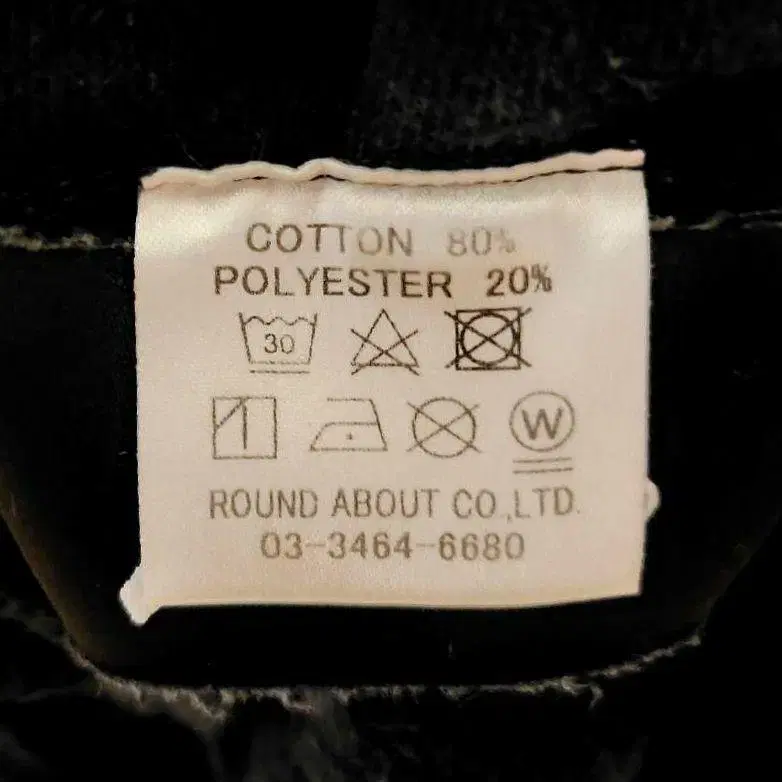 COTTON 80%
POLYESTER 20%
30
W
ROUND ABOUT CO.,LTD.
03-3464-6680